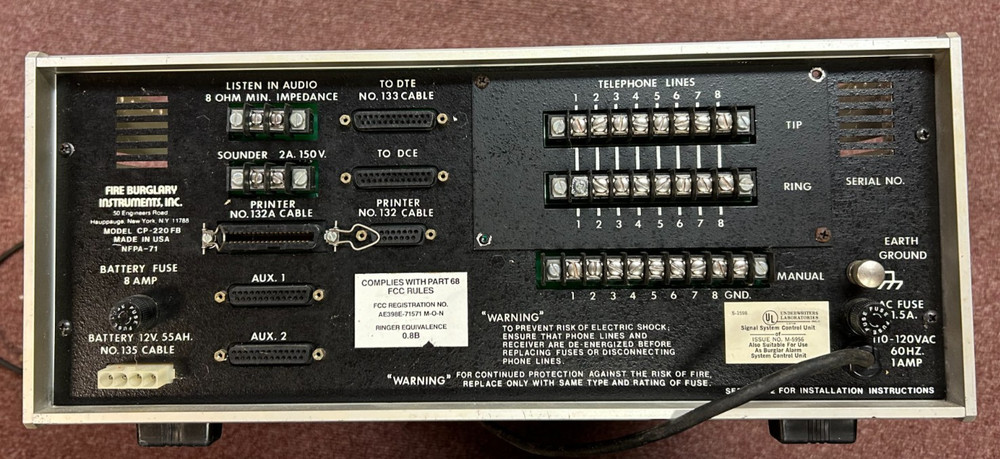 LISTEN IN AUDIO
8 OHM MIN. IMPEDANCE
TO DTE
NO. 133 CABLE
SOUNDER 2A. 150V.
TO DCE
PRINTER
NO. 132A CABLE
PRINTER
NO. 132 CABLE
FIRE BURGLARY
INSTRUMENTS, INC.
50 Engineers Road
Hauppauge, New York, N.Y 11788
MODEL CP-220FB
MADE IN USA
NFPA-71
BATTERY FUSE
8 AMP
BATTERY 12V. 55AH.
NO. 135 CABLE
AUX. 1
AUX. 2
COMPLIES WITH PART 68
FCC RULES
FCC REGISTRATION NO.
AE398E-71571 M-O-N
RINGER EQUIVALENCE
0.8B
TELEPHONE LINES
1 2 3 4 5 6 7 8
TIP
RING
1 2 3 4 5 6 7 8
MANUAL
1 2 3 4 5 6 7 8 GND.
SERIAL NO.
EARTH
GROUND
AC FUSE
1.5A.
110-120VAC
60HZ.
1AMP
UL
UNDERWRITERS
LABORATORIES
Signal System Control Unit
ISSUE NO. M-5956
Also Suitable For Use
As Burglar Alarm
System Control Unit
"WARNING"
TO PREVENT RISK OF ELECTRIC SHOCK;
ENSURE THAT PHONE LINES AND
RECEIVER ARE DE-ENERGIZED BEFORE
REPLACING FUSES OR DISCONNECTING
PHONE LINES.
"WARNING" FOR CONTINUED PROTECTION AGAINST THE RISK OF FIRE,
REPLACE ONLY WITH SAME TYPE AND RATING OF FUSE.
FOR INSTALLATION INSTRUCTIONS